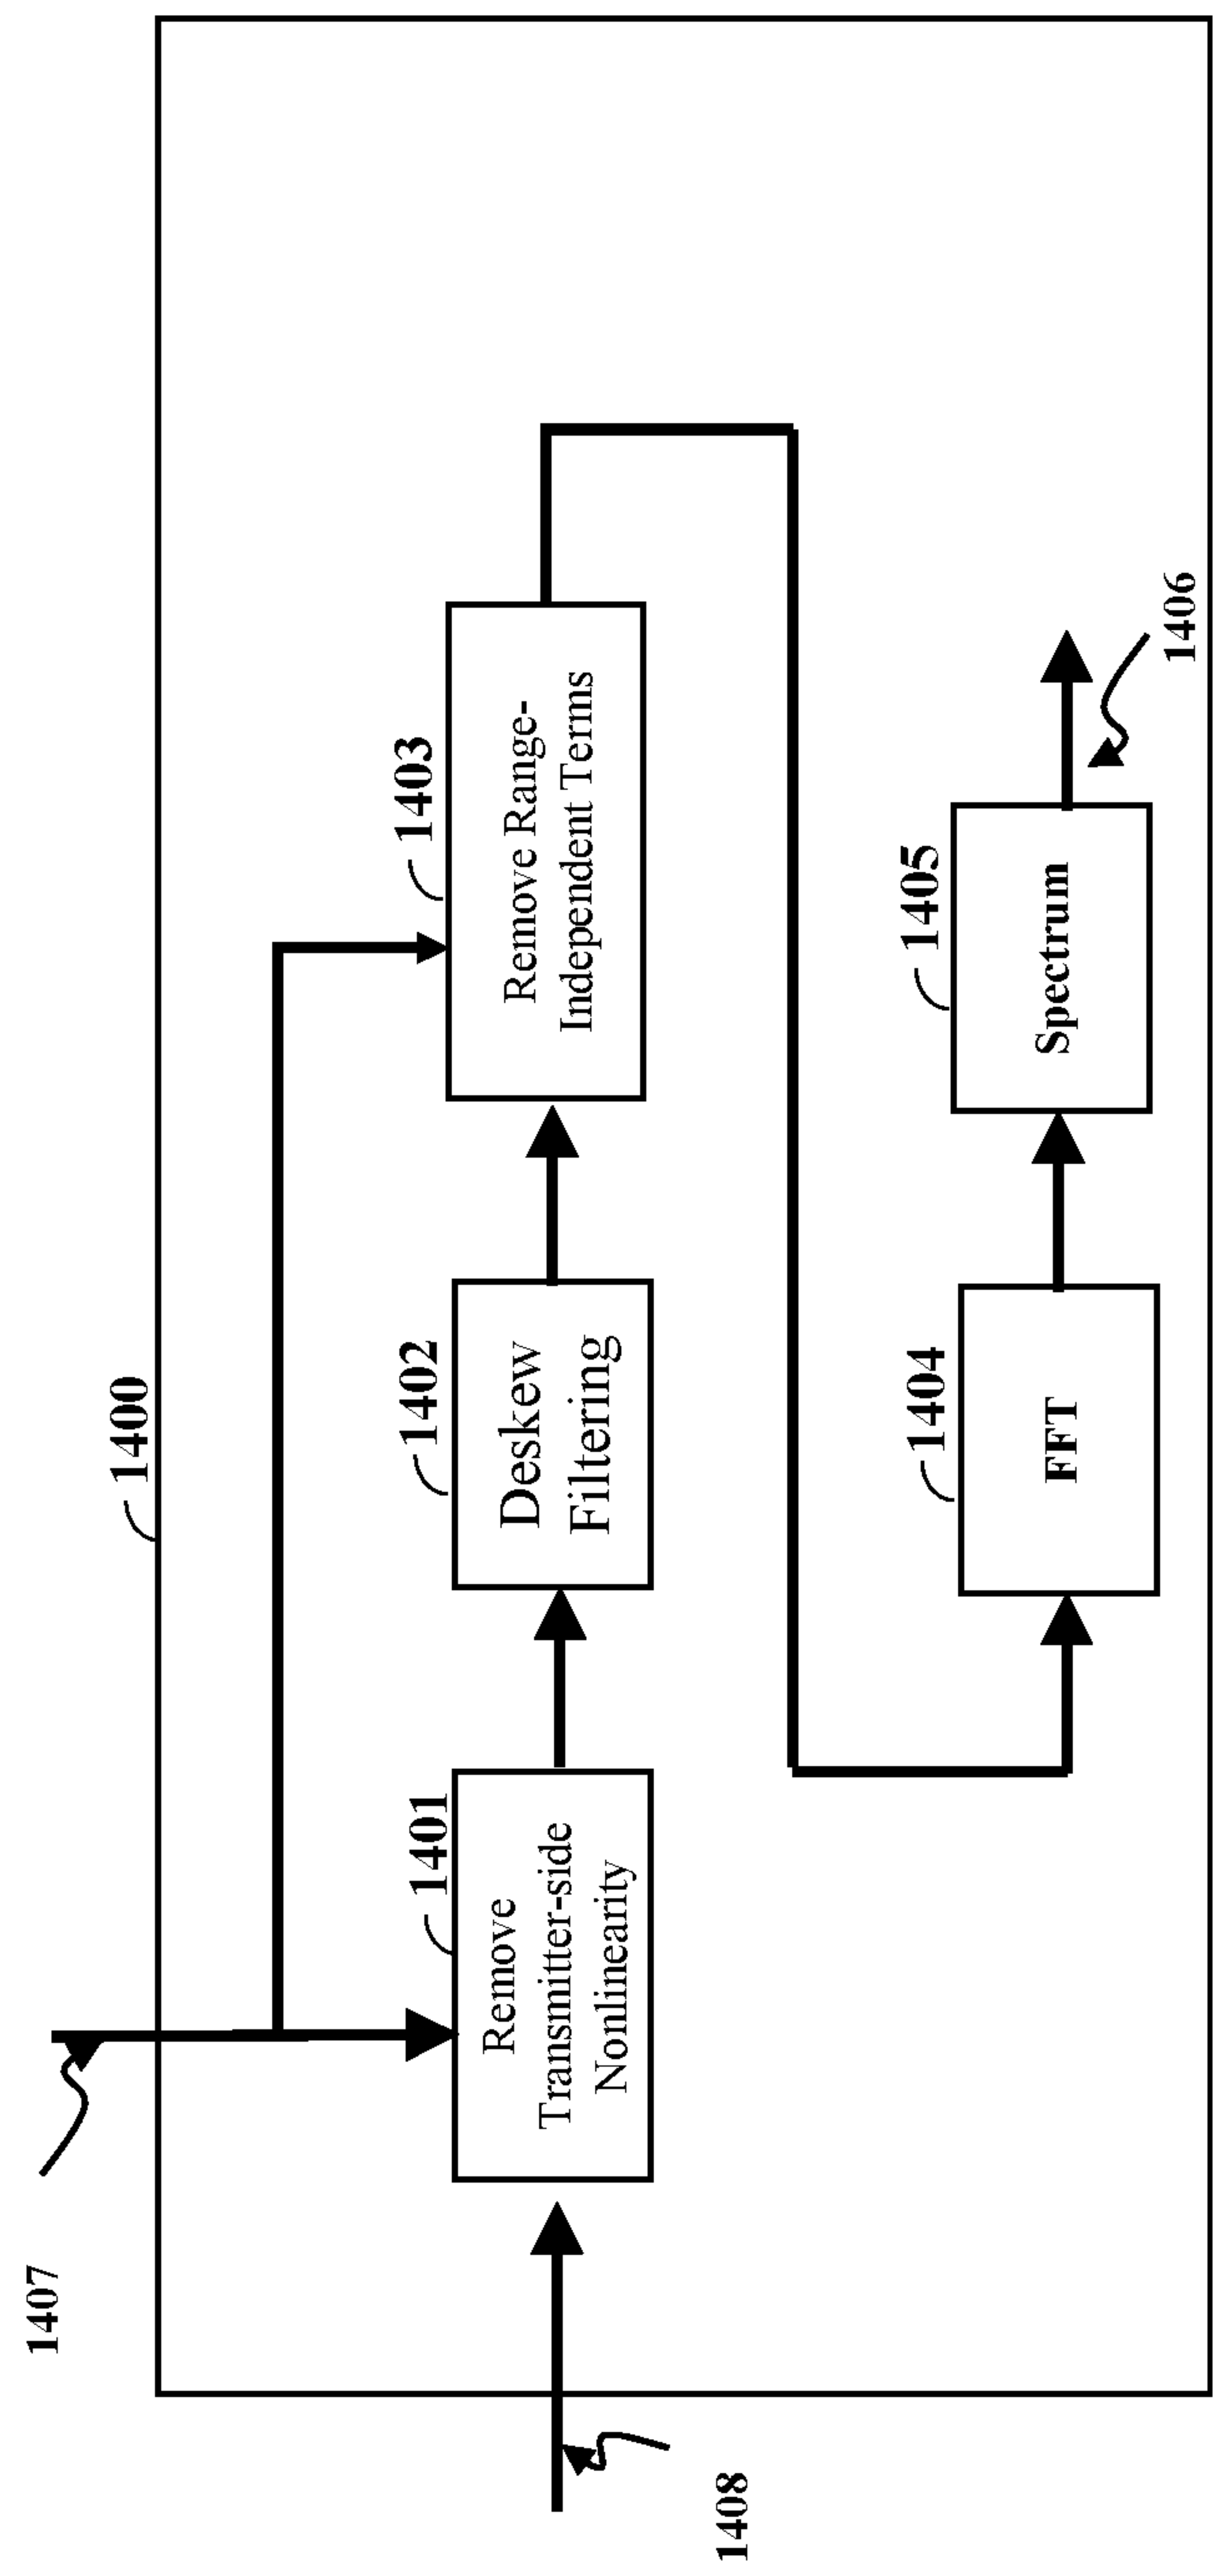 1400
1407
1408
1401
Remove
Transmitter-side
Nonlinearity
1402
Deskew
Filtering
1403
Remove Range-
Independent Terms
1404
FFT
1405
Spectrum
1406